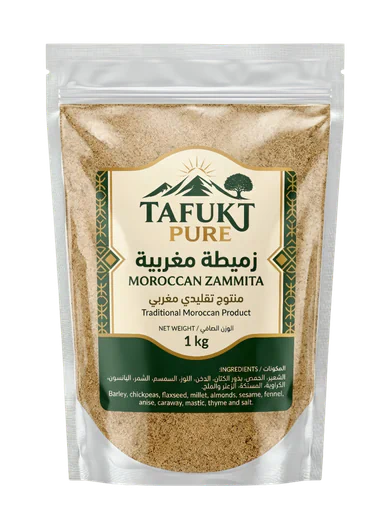 TAFUKT
PURE
زميطة مغربية
MOROCCAN ZAMMITA
منتوج تقليدي مغربي
Traditional Moroccan Product
NET WEIGHT / الوزن الصافي
1 kg
المكونات / INGREDIENTS:
الشعير، الحمص، بذور الكتان، الدخن، اللوز، السمسم، الشمر، اليانسون،
الكراوية، المستكة، الزعتر والملح.
Barley, chickpeas, flaxseed, millet, almonds, sesame, fennel,
anise, caraway, mastic, thyme and salt.